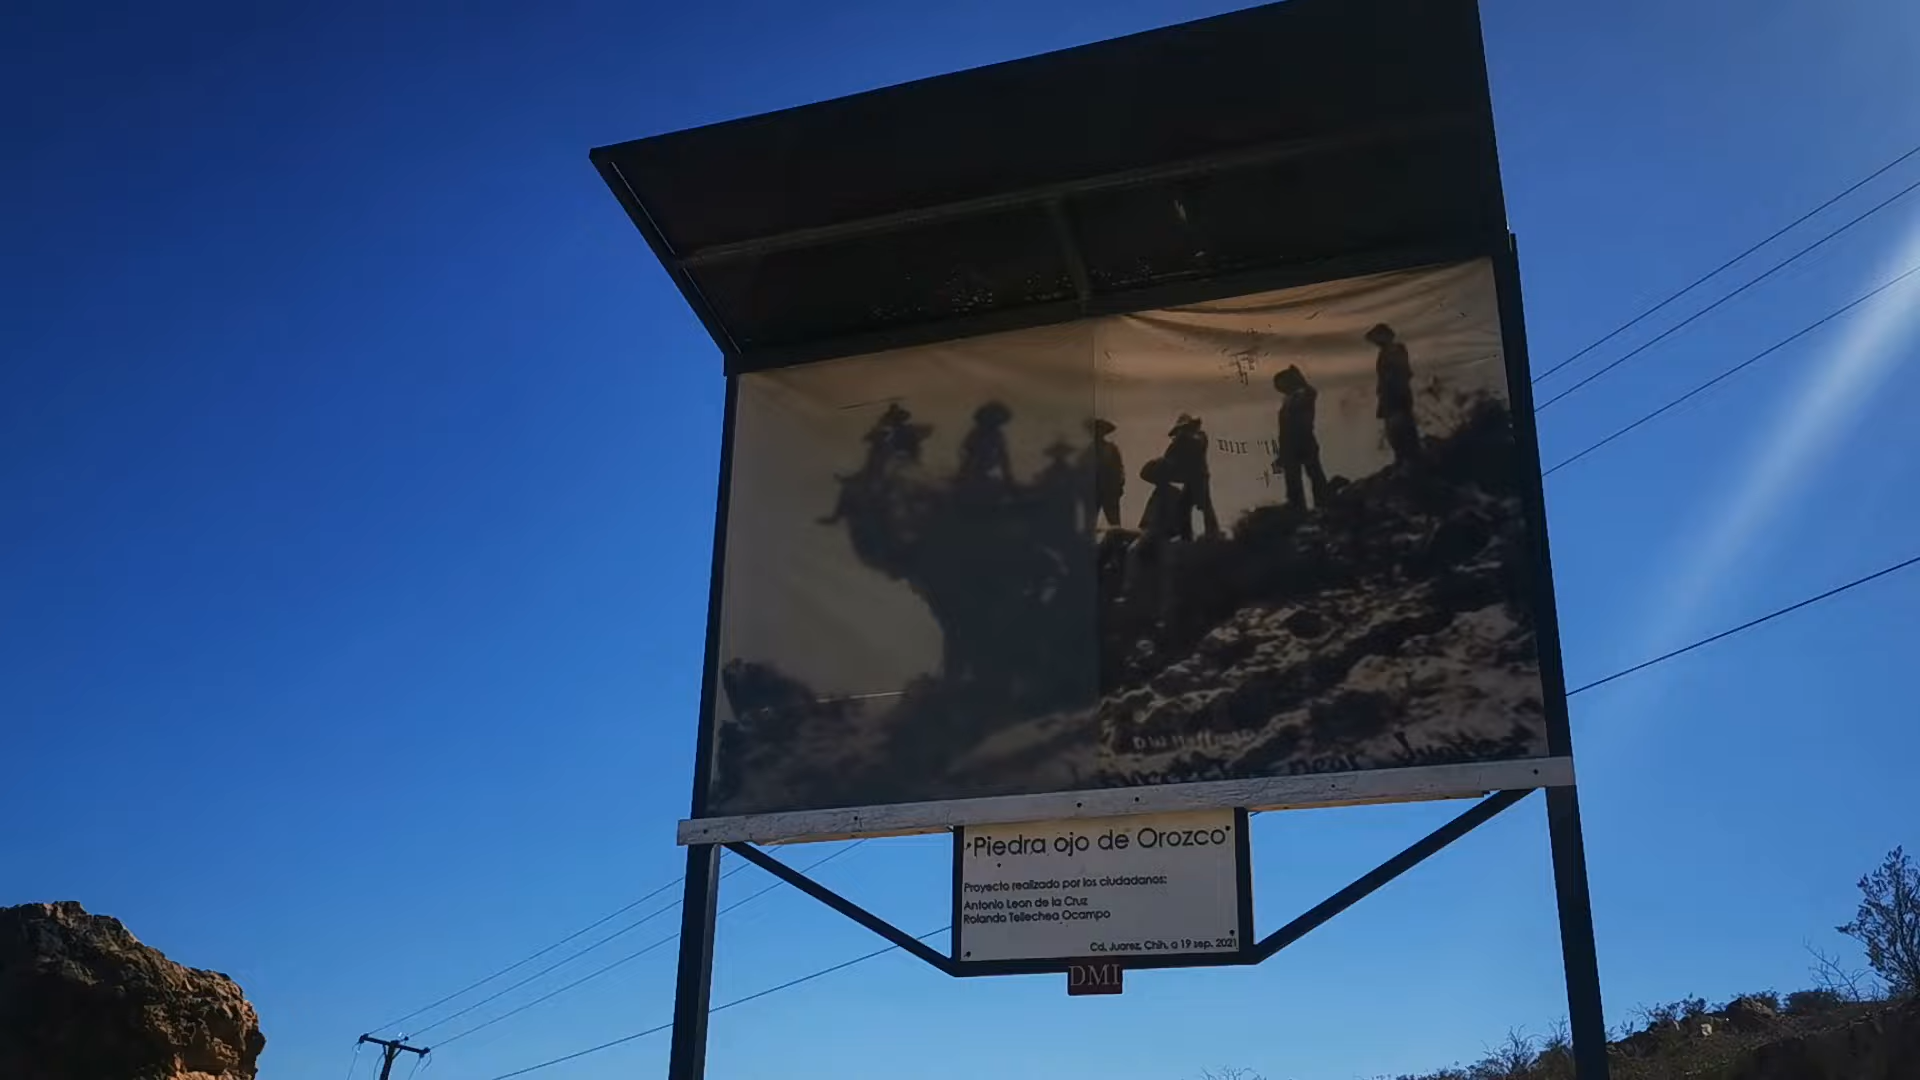 near
"Piedra ojo de Orozco"
Proyecto realizado por los ciudadanos:
Antonio Leon de la Cruz
Rolando Tellechea Ocampo
Cd. Juarez, Chih. a 19 sep. 2021
DMI